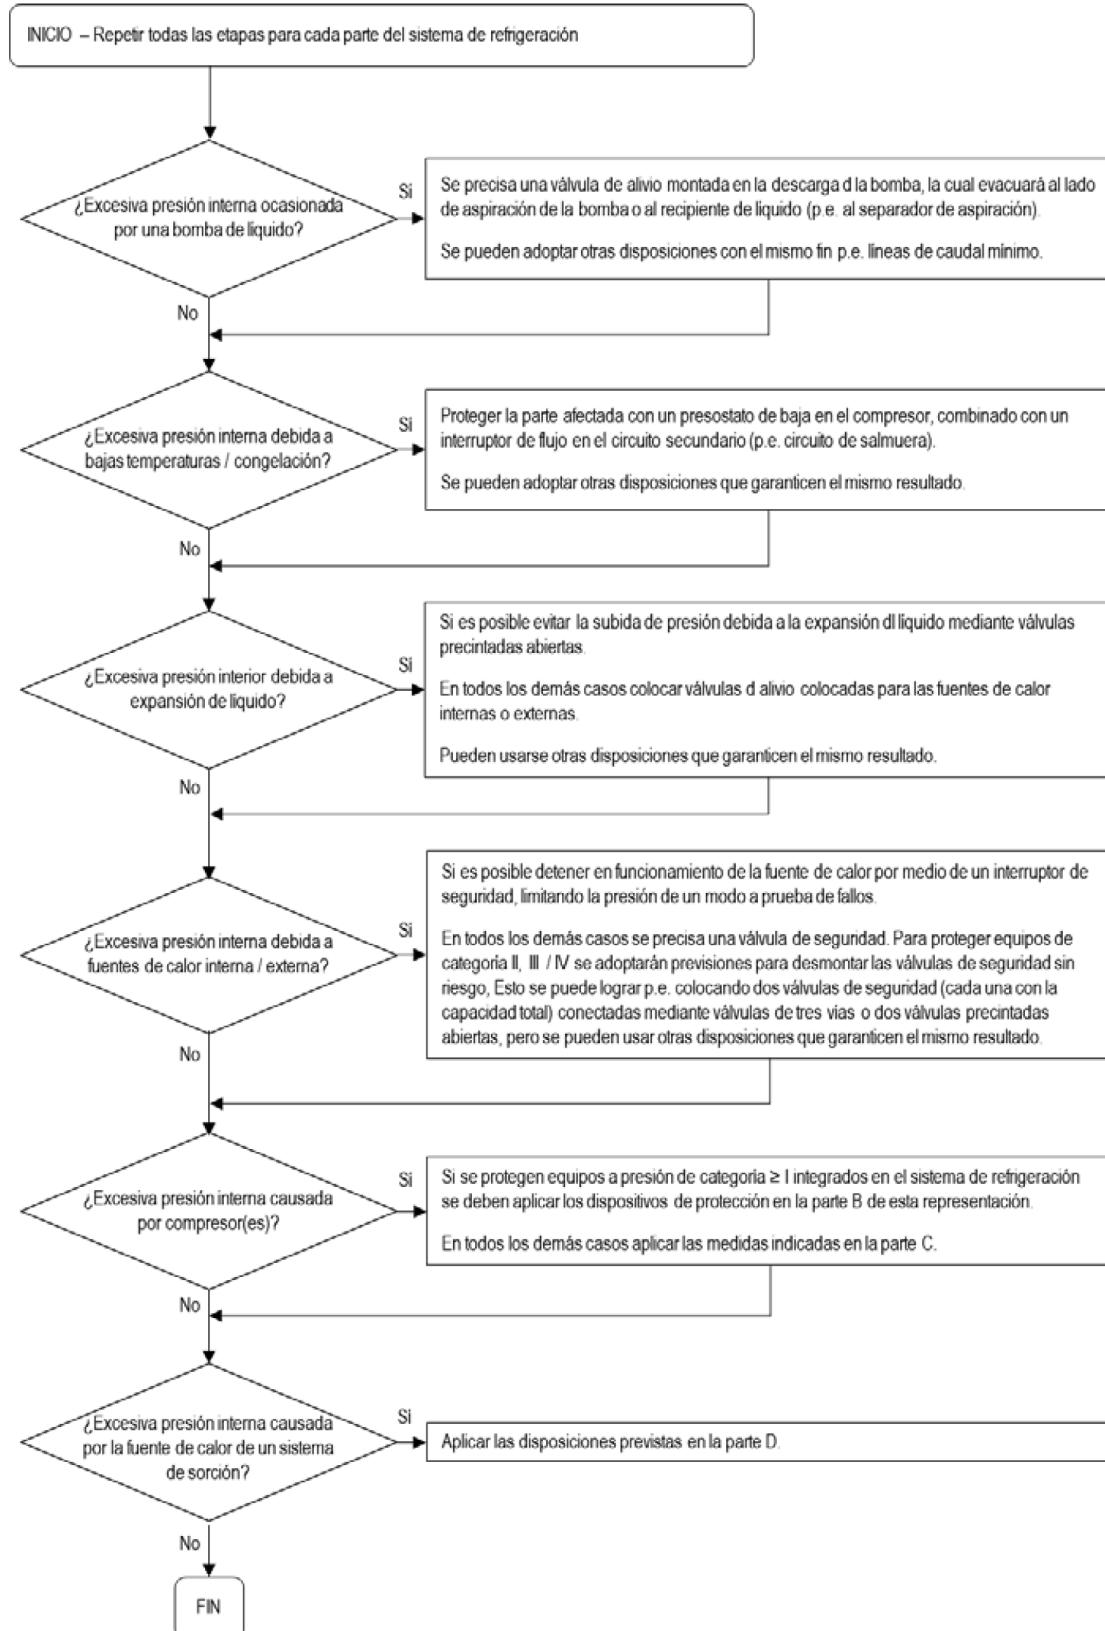 INICIO – Repetir todas las etapas para cada parte del sistema de refrigeración
¿Excesiva presión interna ocasionada
por una bomba de líquido?
Si
Se precisa una válvula de alivio montada en la descarga d la bomba, la cual evacuará al lado
de aspiración de la bomba o al recipiente de líquido (p.e. al separador de aspiración).
Se pueden adoptar otras disposiciones con el mismo fin p.e. líneas de caudal mínimo.
No
¿Excesiva presión interna debida a
bajas temperaturas / congelación?
Si
Proteger la parte afectada con un presostato de baja en el compresor, combinado con un
interruptor de flujo en el circuito secundario (p.e. circuito de salmuera).
Se pueden adoptar otras disposiciones que garanticen el mismo resultado.
No
¿Excesiva presión interior debida a
expansión de líquido?
Si
Si es posible evitar la subida de presión debida a la expansión dl líquido mediante válvulas
precintadas abiertas.
En todos los demás casos colocar válvulas d alivio colocadas para las fuentes de calor
internas o externas.
Pueden usarse otras disposiciones que garanticen el mismo resultado.
No
¿Excesiva presión interna debida a
fuentes de calor interna / externa?
Si
Si es posible detener en funcionamiento de la fuente de calor por medio de un interruptor de
seguridad, limitando la presión de un modo a prueba de fallos.
En todos los demás casos se precisa una válvula de seguridad. Para proteger equipos de
categoría II, III / IV se adoptarán previsiones para desmontar las válvulas de seguridad sin
riesgo, Esto se puede lograr p.e. colocando dos válvulas de seguridad (cada una con la
capacidad total) conectadas mediante válvulas de tres vías o dos válvulas precintadas
abiertas, pero se pueden usar otras disposiciones que garanticen el mismo resultado.
No
¿Excesiva presión interna causada
por compresor(es)?
Si
Si se protegen equipos a presión de categoría ≥ I integrados en el sistema de refrigeración
se deben aplicar los dispositivos de protección en la parte B de esta representación.
En todos los demás casos aplicar las medidas indicadas en la parte C.
No
¿Excesiva presión interna causada
por la fuente de calor de un sistema
de sorción?
Si
Aplicar las disposiciones previstas en la parte D.
No
FIN